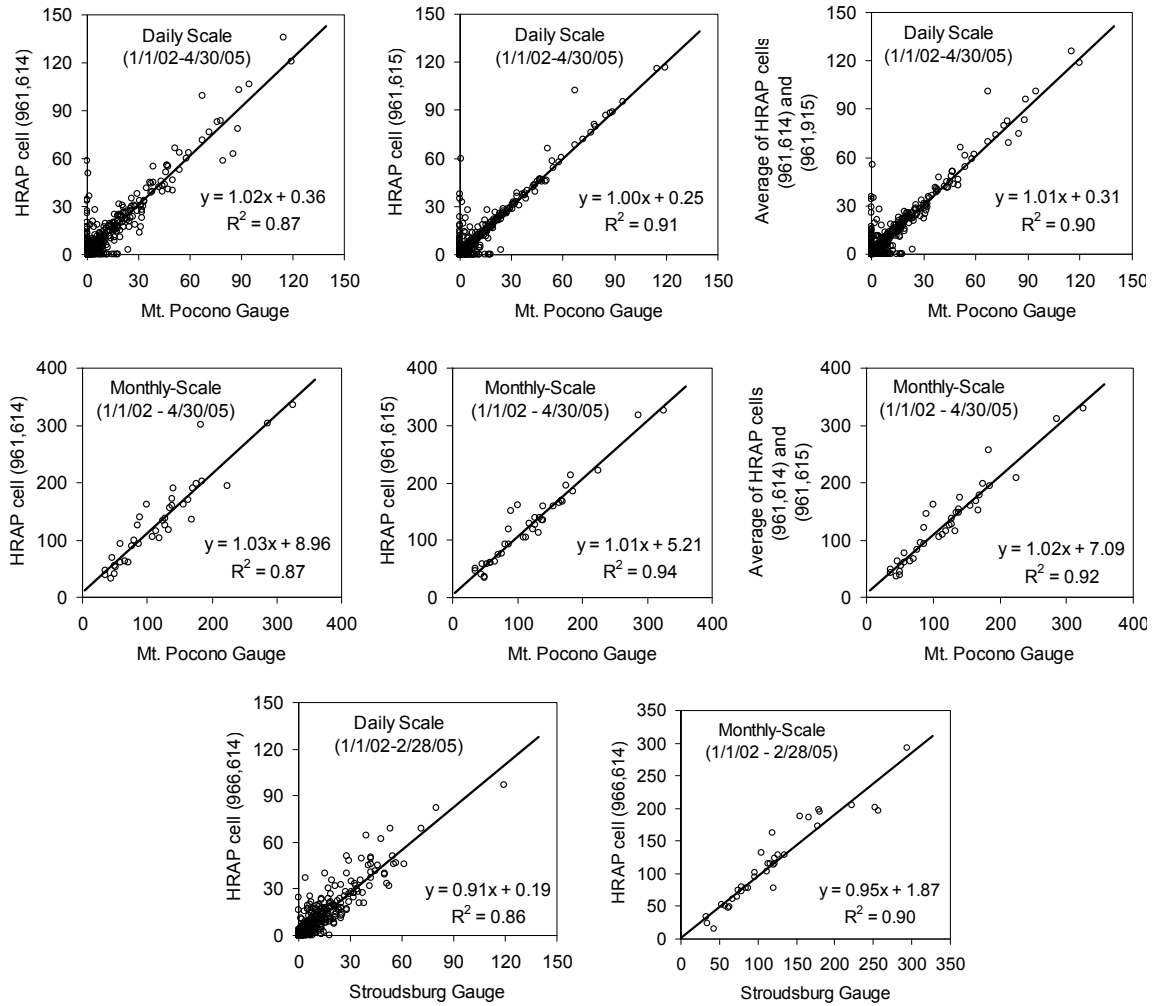 HRAP cell (961,614)
150
120
90
60
30
0
Daily Scale
(1/1/02-4/30/05)
y = 1.02x + 0.36
R² = 0.87
0 30 60 90 120 150
Mt. Pocono Gauge
HRAP cell (961,615)
150
120
90
60
30
0
Daily Scale
(1/1/02-4/30/05)
y = 1.00x + 0.25
R² = 0.91
0 30 60 90 120 150
Mt. Pocono Gauge
Average of HRAP cells
(961,614) and
(961,915)
150
120
90
60
30
0
Daily Scale
(1/1/02-4/30/05)
y = 1.01x + 0.31
R² = 0.90
0 30 60 90 120 150
Mt. Pocono Gauge
HRAP cell (961,614)
400
300
200
100
0
Monthly-Scale
(1/1/02 - 4/30/05)
y = 1.03x + 8.96
R² = 0.87
0 100 200 300 400
Mt. Pocono Gauge
HRAP cell (961,615)
400
300
200
100
0
Monthly-Scale
(1/1/02 - 4/30/05)
y = 1.01x + 5.21
R² = 0.94
0 100 200 300 400
Mt. Pocono Gauge
Average of HRAP cells
(961,614) and
(961,615)
400
300
200
100
0
Monthly-Scale
(1/1/02 - 4/30/05)
y = 1.02x + 7.09
R² = 0.92
0 100 200 300 400
Mt. Pocono Gauge
HRAP cell (966,614)
150
120
90
60
30
0
Daily Scale
(1/1/02-2/28/05)
y = 0.91x + 0.19
R² = 0.86
0 30 60 90 120 150
Stroudsburg Gauge
HRAP cell (966,614)
350
300
250
200
150
100
50
0
Monthly-Scale
(1/1/02 - 2/28/05)
y = 0.95x + 1.87
R² = 0.90
0 50 100 150 200 250 300 350
Stroudsburg Gauge